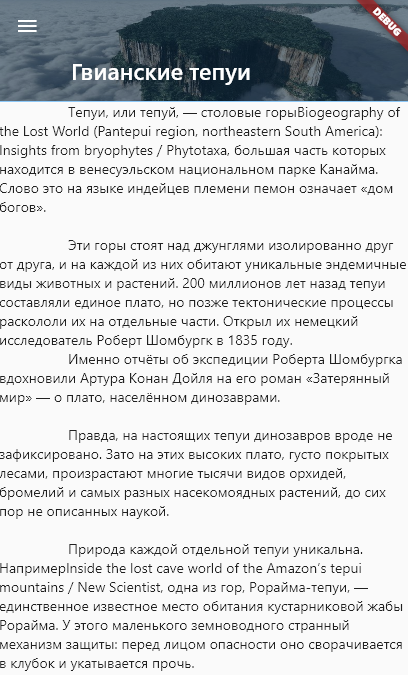 DEBUG
Гвианские тепуи
Тепуи, или тепуй, — столовые горыBiogeography of
the Lost World (Pantepui region, northeastern South America):
Insights from bryophytes / Phytotaxa, большая часть которых
находится в венесуэльском национальном парке Канайма.
Слово это на языке индейцев племени пемон означает «дом
богов».
Эти горы стоят над джунглями изолированно друг
от друга, и на каждой из них обитают уникальные эндемичные
виды животных и растений. 200 миллионов лет назад тепуи
составляли единое плато, но позже тектонические процессы
раскололи их на отдельные части. Открыл их немецкий
исследователь Роберт Шомбургк в 1835 году.
Именно отчёты об экспедиции Роберта Шомбургка
вдохновили Артура Конан Дойля на его роман «Затерянный
мир» — о плато, населённом динозаврами.
Правда, на настоящих тепуи динозавров вроде не
зафиксировано. Зато на этих высоких плато, густо покрытых
лесами, произрастают многие тысячи видов орхидей,
бромелий и самых разных насекомоядных растений, до сих
пор не описанных наукой.
Природа каждой отдельной тепуи уникальна.
НапримерInside the lost cave world of the Amazon's tepui
mountains / New Scientist, одна из гор, Рорайма-тепуи, —
единственное известное место обитания кустарниковой жабы
Рорайма. У этого маленького земноводного странный
механизм защиты: перед лицом опасности оно сворачивается
в клубок и укатывается прочь.